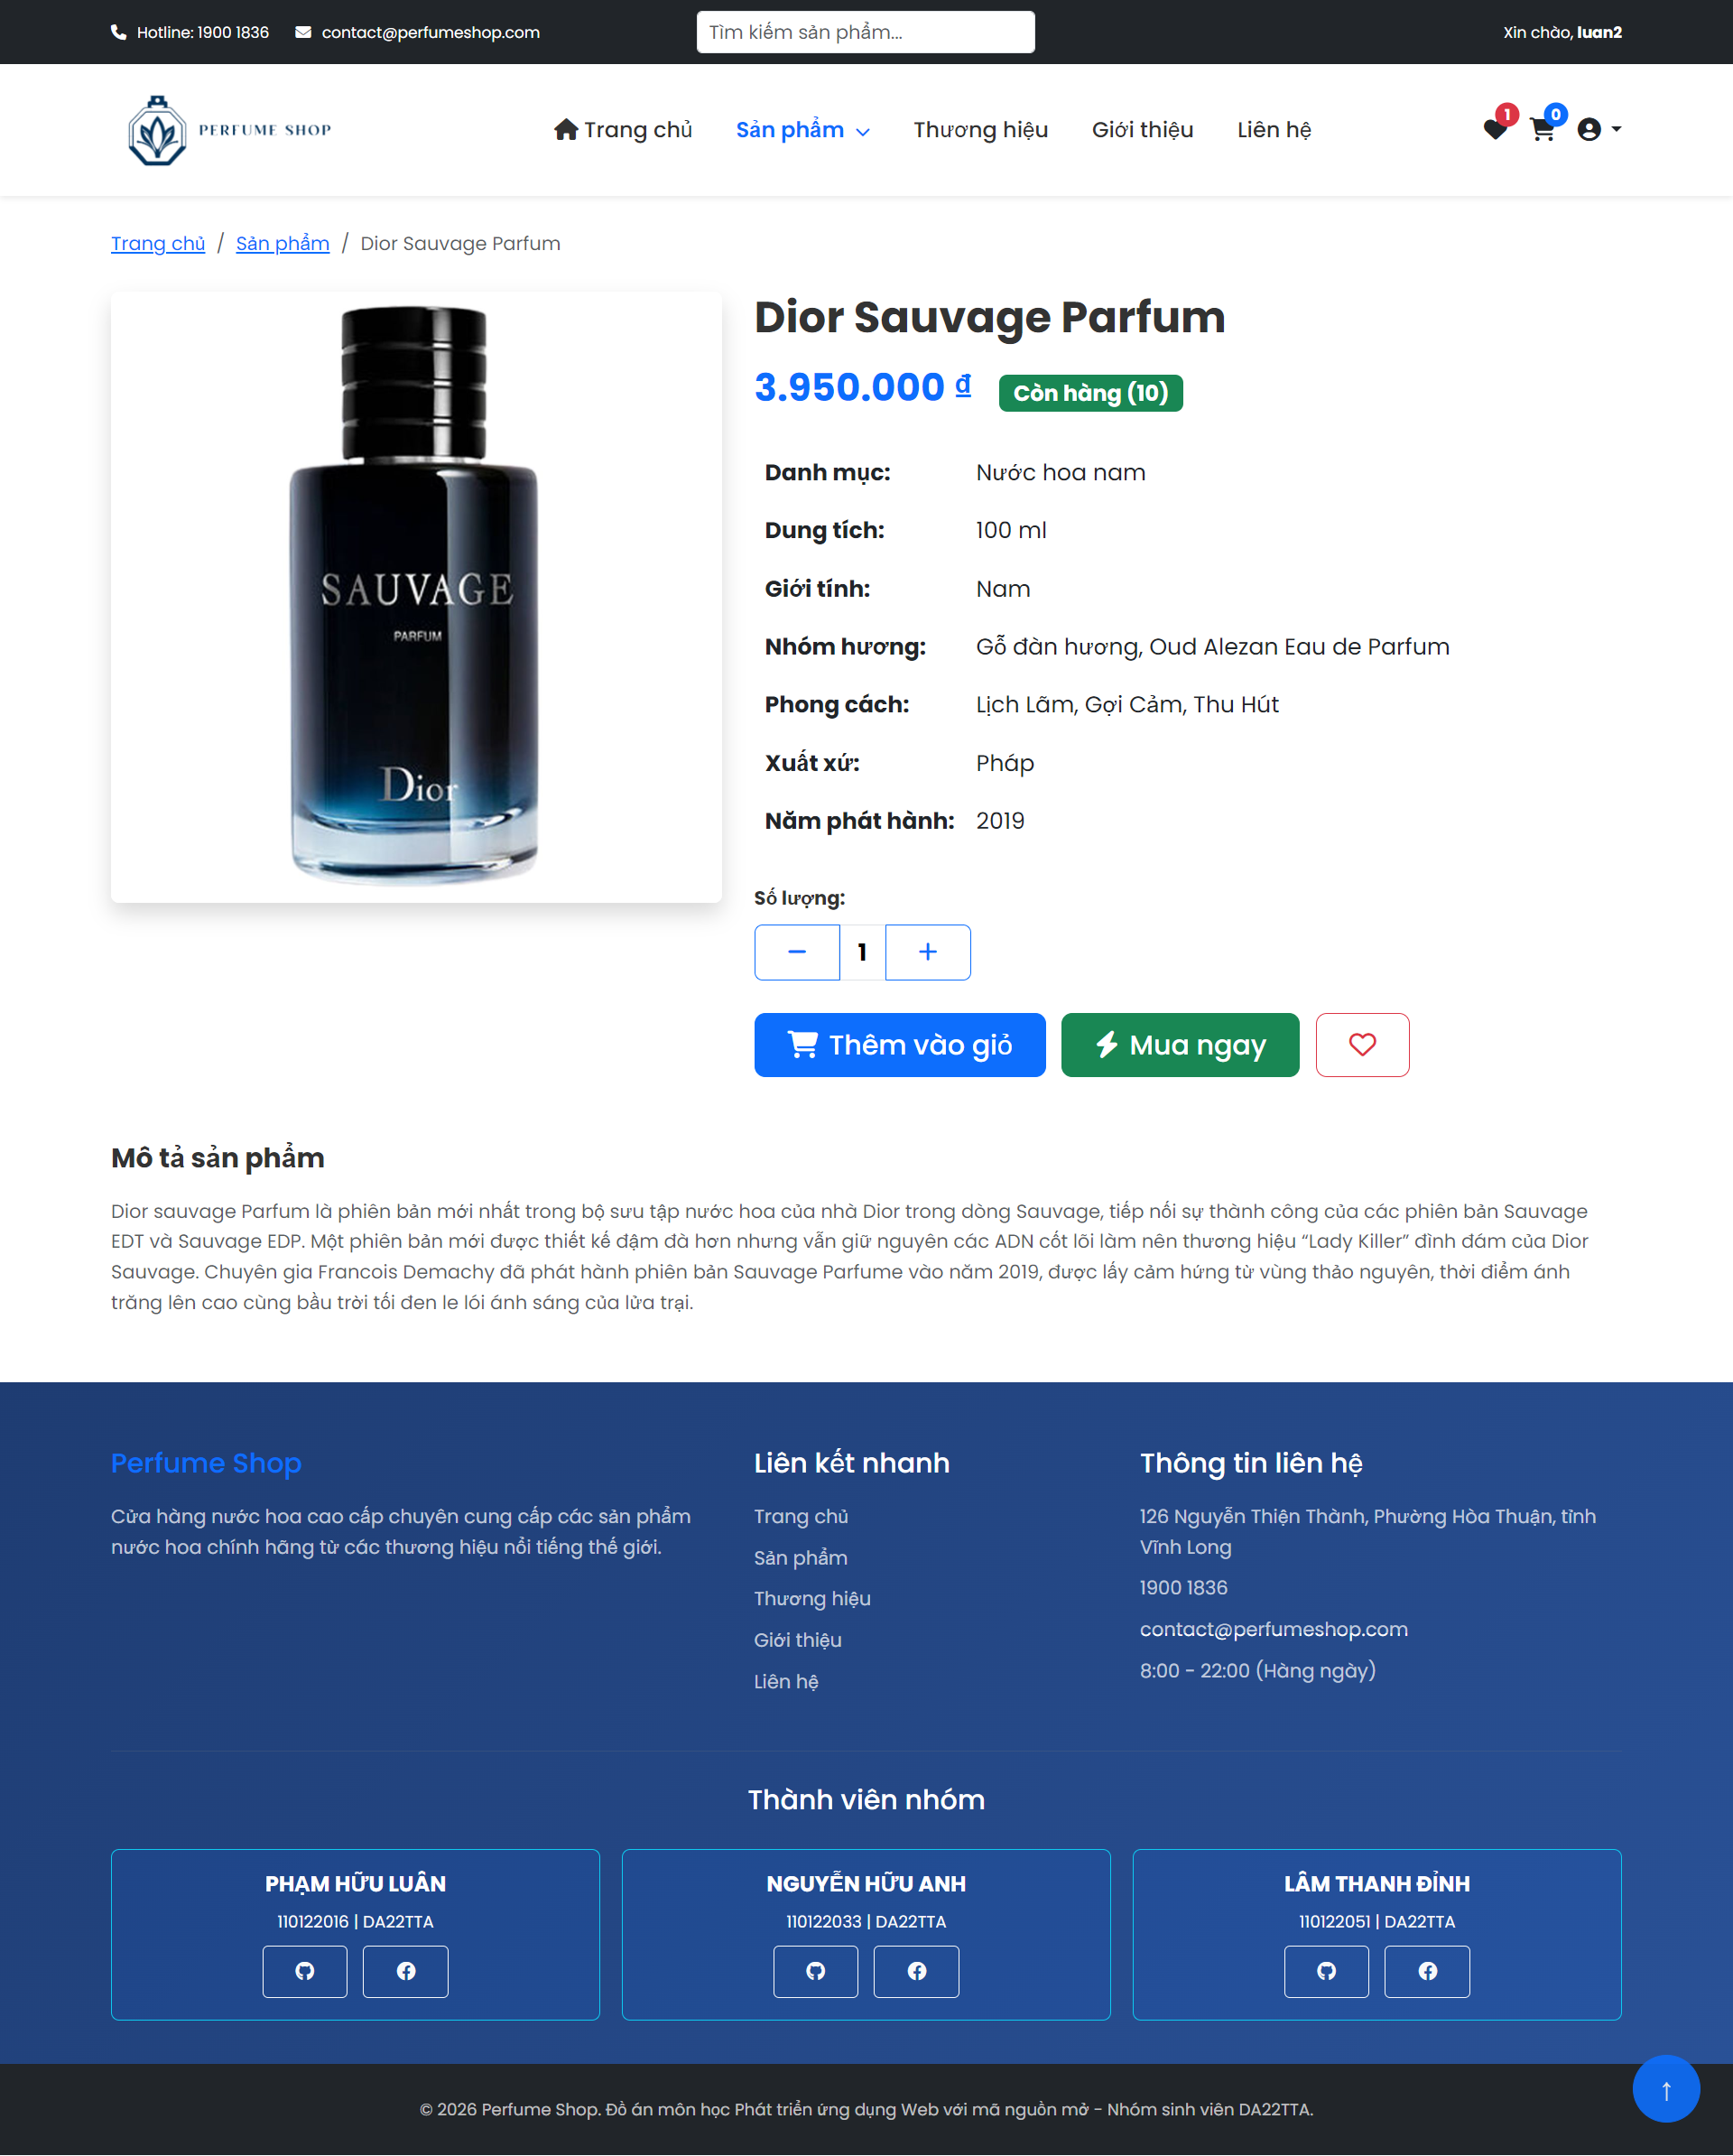 Hotline: 1900 1836 contact@perfumeshop.com Tìm kiếm sản phẩm... Xin chào, luan2
PERFUME SHOP Trang chủ Sản phẩm Thương hiệu Giới thiệu Liên hệ 1 0
Trang chủ / Sản phẩm / Dior Sauvage Parfum
SAUVAGE
PARFUM
Dior
Dior Sauvage Parfum
3.950.000 ₫ Còn hàng (10)
Danh mục: Nước hoa nam
Dung tích: 100 ml
Giới tính: Nam
Nhóm hương: Gỗ đàn hương, Oud Alezan Eau de Parfum
Phong cách: Lịch Lãm, Gợi Cảm, Thu Hút
Xuất xứ: Pháp
Năm phát hành: 2019
Số lượng:
− 1 +
Thêm vào giỏ Mua ngay
Mô tả sản phẩm
Dior sauvage Parfum là phiên bản mới nhất trong bộ sưu tập nước hoa của nhà Dior trong dòng Sauvage, tiếp nối sự thành công của các phiên bản Sauvage
EDT và Sauvage EDP. Một phiên bản mới được thiết kế đậm đà hơn nhưng vẫn giữ nguyên các ADN cốt lõi làm nên thương hiệu “Lady Killer” đình đám của Dior
Sauvage. Chuyên gia Francois Demachy đã phát hành phiên bản Sauvage Parfume vào năm 2019, được lấy cảm hứng từ vùng thảo nguyên, thời điểm ánh
trăng lên cao cùng bầu trời tối đen le lói ánh sáng của lửa trại.
Perfume Shop
Cửa hàng nước hoa cao cấp chuyên cung cấp các sản phẩm
nước hoa chính hãng từ các thương hiệu nổi tiếng thế giới.
Liên kết nhanh
Trang chủ
Sản phẩm
Thương hiệu
Giới thiệu
Liên hệ
Thông tin liên hệ
126 Nguyễn Thiện Thành, Phường Hòa Thuận, tỉnh
Vĩnh Long
1900 1836
contact@perfumeshop.com
8:00 - 22:00 (Hàng ngày)
Thành viên nhóm
PHẠM HỮU LUÂN
110122016 | DA22TTA
NGUYỄN HỮU ANH
110122033 | DA22TTA
LÂM THANH ĐỈNH
110122051 | DA22TTA
↑
© 2026 Perfume Shop. Đồ án môn học Phát triển ứng dụng Web với mã nguồn mở - Nhóm sinh viên DA22TTA.